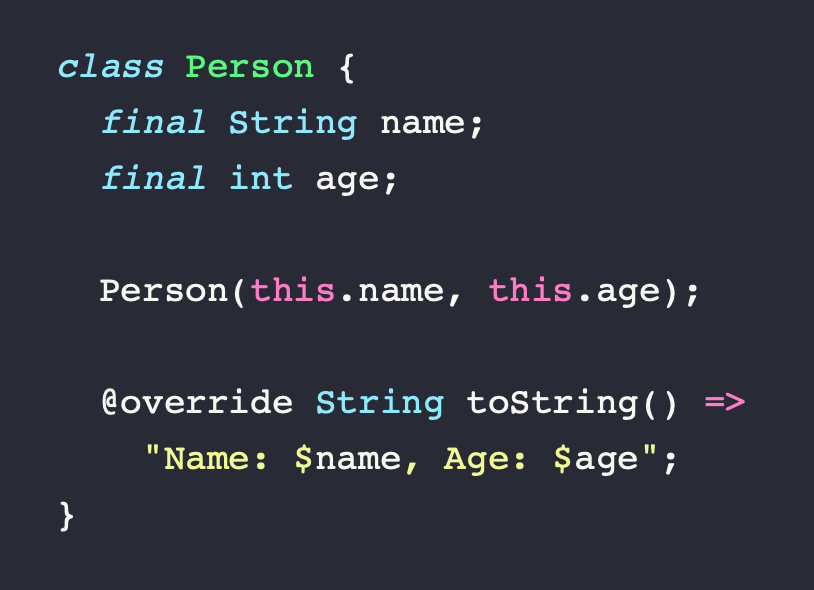 class Person {
  final String name;
  final int age;

  Person(this.name, this.age);

  @override String toString() =>
    "Name: $name, Age: $age";
}